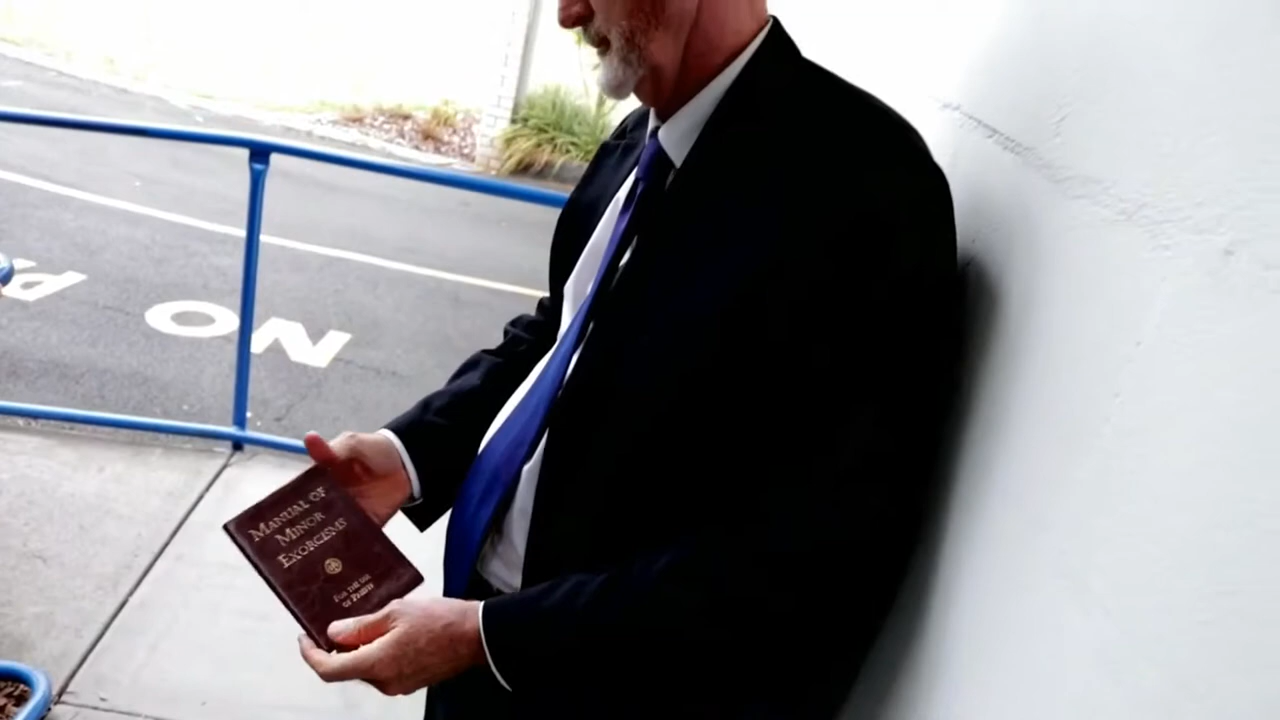 MANUAL OF
MINOR
EXORCISMS
FOR THE USE
OF PRIESTS
NO